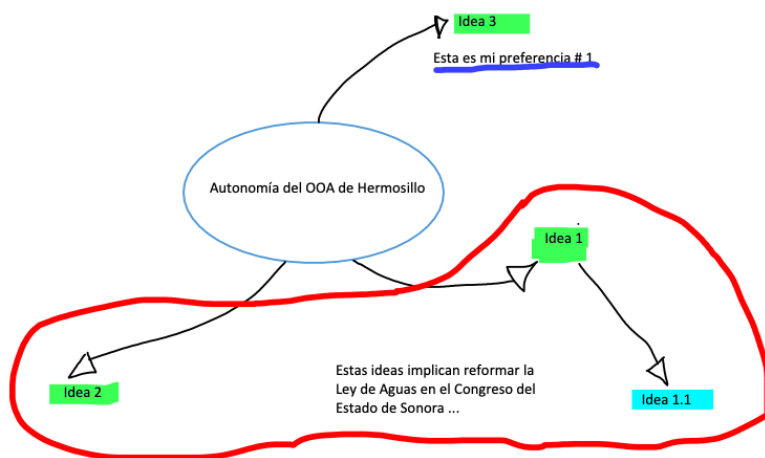 Idea 3
Esta es mi preferencia # 1
Autonomía del OOA de Hermosillo
Idea 1
Estas ideas implican reformar la
Ley de Aguas en el Congreso del
Estado de Sonora ...
Idea 2
Idea 1.1